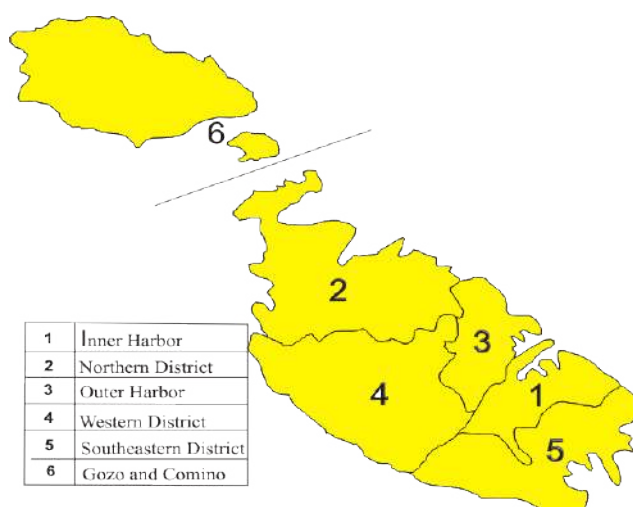 6
2
3
4
1
5
1 Inner Harbor
2 Northern District
3 Outer Harbor
4 Western District
5 Southeastern District
6 Gozo and Comino